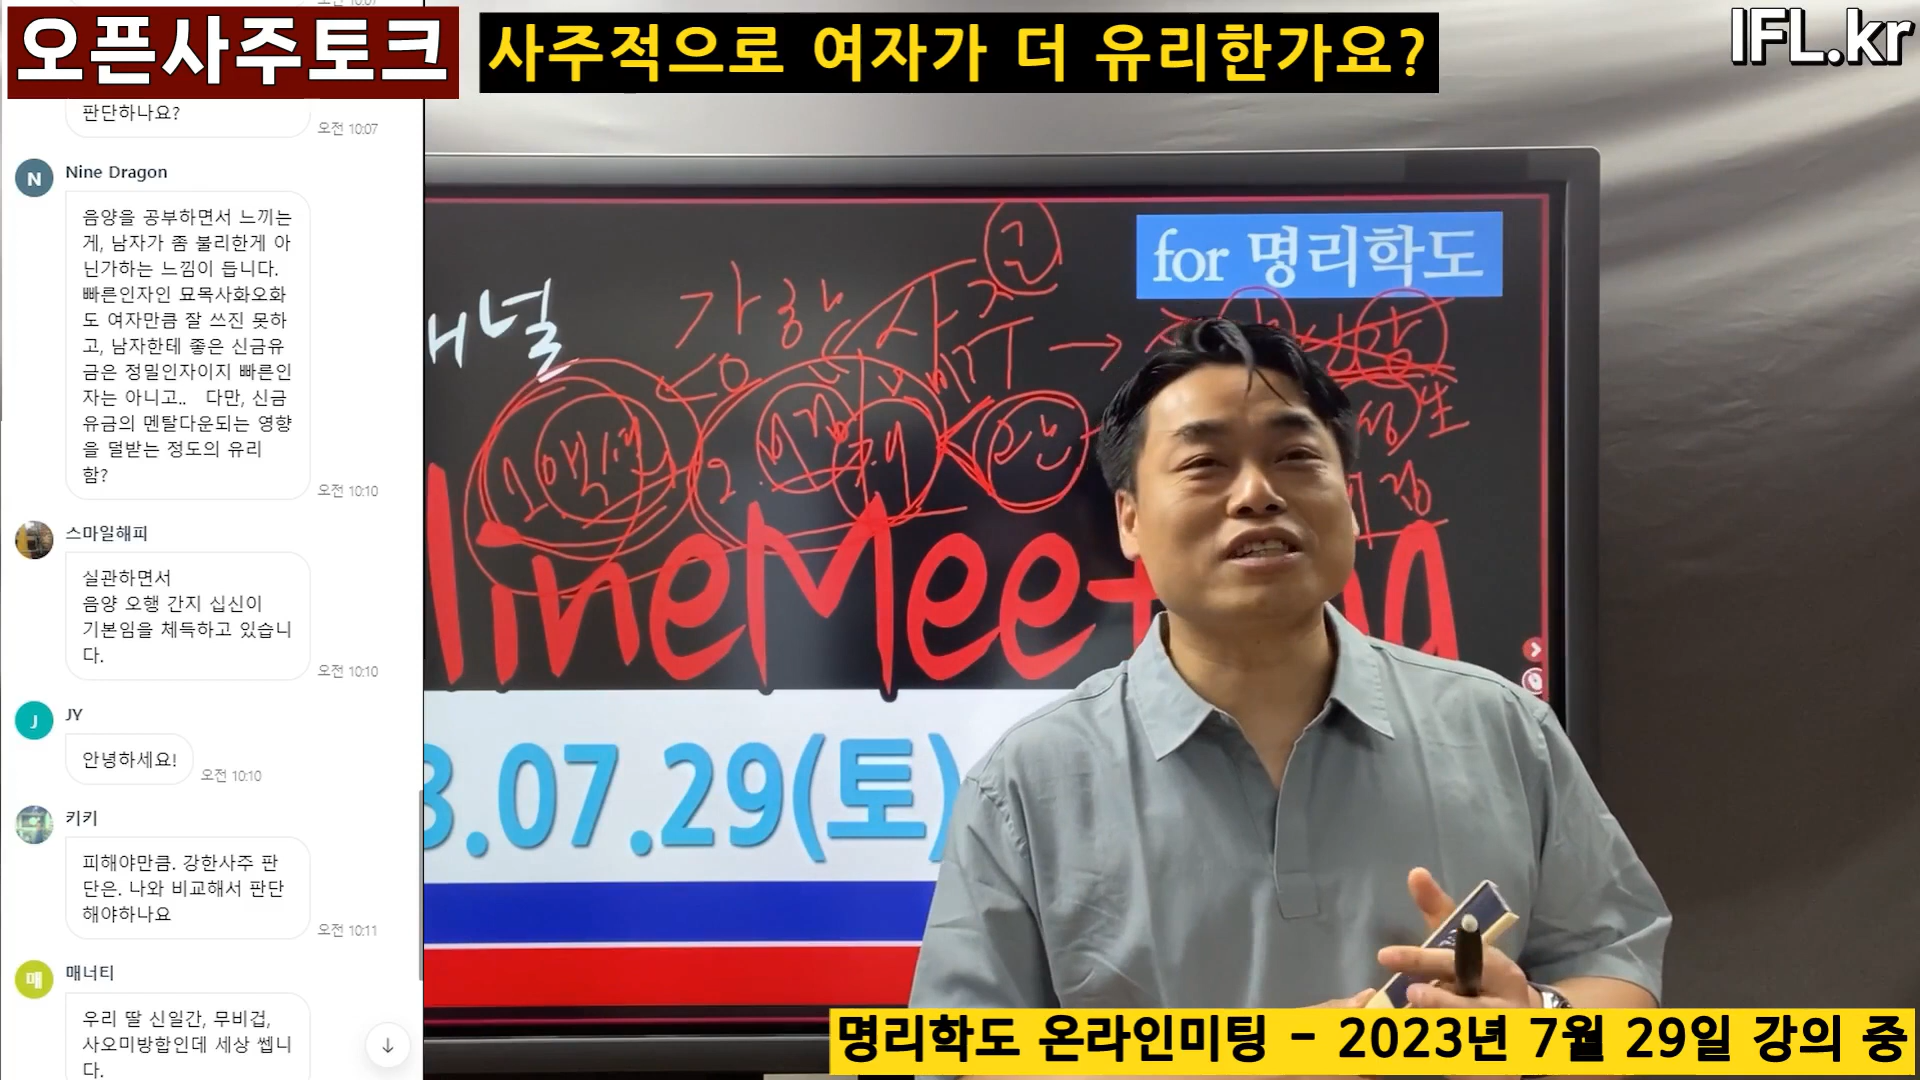 오픈사주토크
사주적으로 여자가 더 유리한가요?
IFL.kr
판단하나요?
오전 10:07
N
Nine Dragon
음양을 공부하면서 느끼는
게, 남자가 좀 불리한게 아
닌가하는 느낌이 듭니다.
빠른인자인 묘목사화오화
도 여자만큼 잘 쓰진 못하
고, 남자한테 좋은 신금유
금은 정밀인자이지 빠른인
자는 아니고.. 다만, 신금
유금의 멘탈다운되는 영향
을 덜받는 정도의 유리
함?
오전 10:10
스마일해피
실관하면서
음양 오행 간지 십신이
기본임을 체득하고 있습니
다.
오전 10:10
J
JY
안녕하세요!
오전 10:10
키키
피해야만큼. 강한사주 판
단은. 나와 비교해서 판단
해야하나요
오전 10:11
매
매너티
우리 딸 신일간, 무비겁,
사오미방합인데 세상 쎕니
다.
for 명리학도
널
강한 사주
lineMeet
3.07.29(토)
명리학도 온라인미팅 - 2023년 7월 29일 강의 중